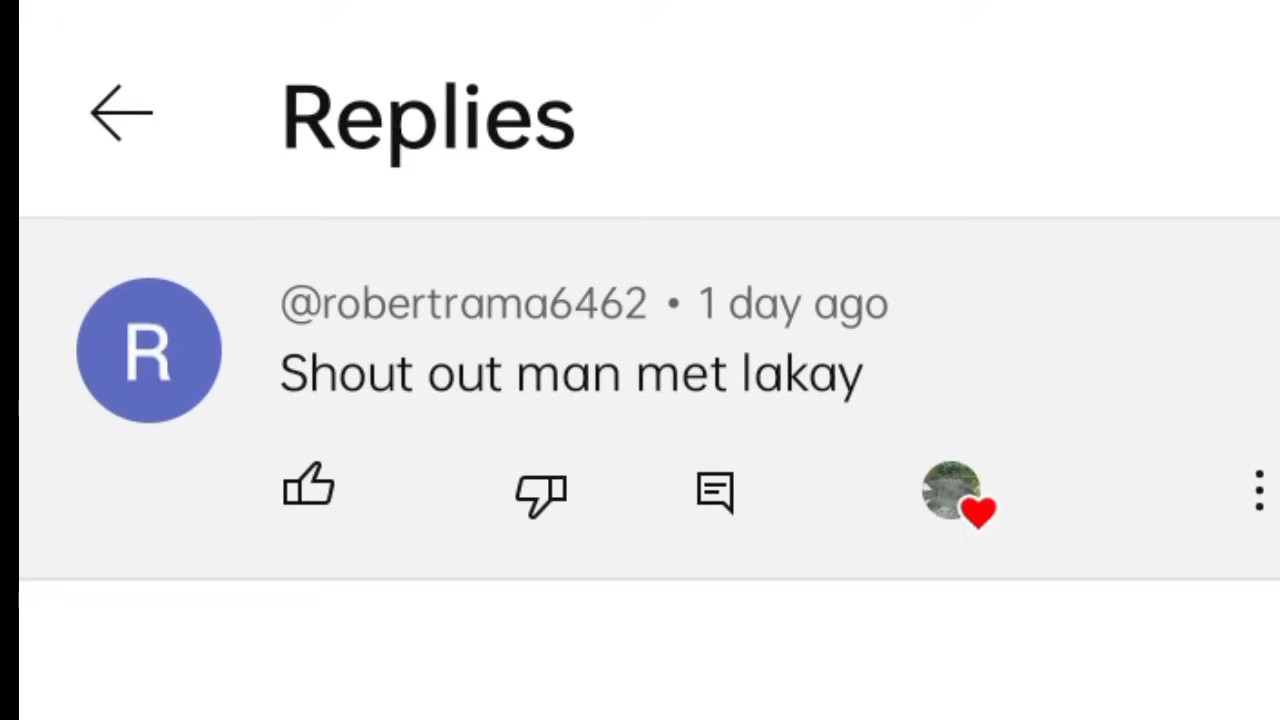 Replies
R
@robertrama6462 • 1 day ago
Shout out man met lakay